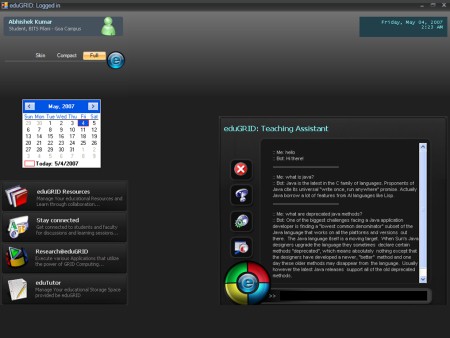 eduGRID: Logged in
Abhishek Kumar
Student, BITS Pilani - Goa Campus
Friday, May 04, 2007
2:23 AM
Skin Compact Full
May, 2007
Sun Mon Tue Wed Thu Fri Sat
29 30 1 2 3 4 5
6 7 8 9 10 11 12
13 14 15 16 17 18 19
20 21 22 23 24 25 26
27 28 29 30 31 1 2
3 4 5 6 7 8 9
Today: 5/4/2007
eduGRID Resources
Manage your Educational Resources and
Learn through collaboration...
Stay connected
Get connected to students and faculty
for discussions and learning sessions...
Research@eduGRID
Execute various Applications that utilize
the power of GRID Computing...
eduTutor
Manage Your Educational Storage Space
provided by eduGRID
eduGRID: Teaching Assistant
:: Me: hello
:: Bot: Hi there!
:: Me: what is java?
:: Bot: Java is the latest in the C family of languages. Proponents of
Java cite its universal "write once, run anywhere" promise. Actually
Java borrow a lot of features from AI languages like Lisp
:: Me: what are deprecated java methods?
:: Bot: One of the biggest challenges facing a Java application
developer is finding a "lowest common denominator" subset of the
Java language that works on all the platforms and versions out
there. The Java language itself is a moving target. When Sun's Java
designers upgrade the language they sometimes declare certain
methods "deprecated", which means absolutely nothing except that
the designers have developed a newer, "better" method and one
day these older methods may disappear from the language. Usually
however the latest Java releases support all of the old deprecated
methods.
>>